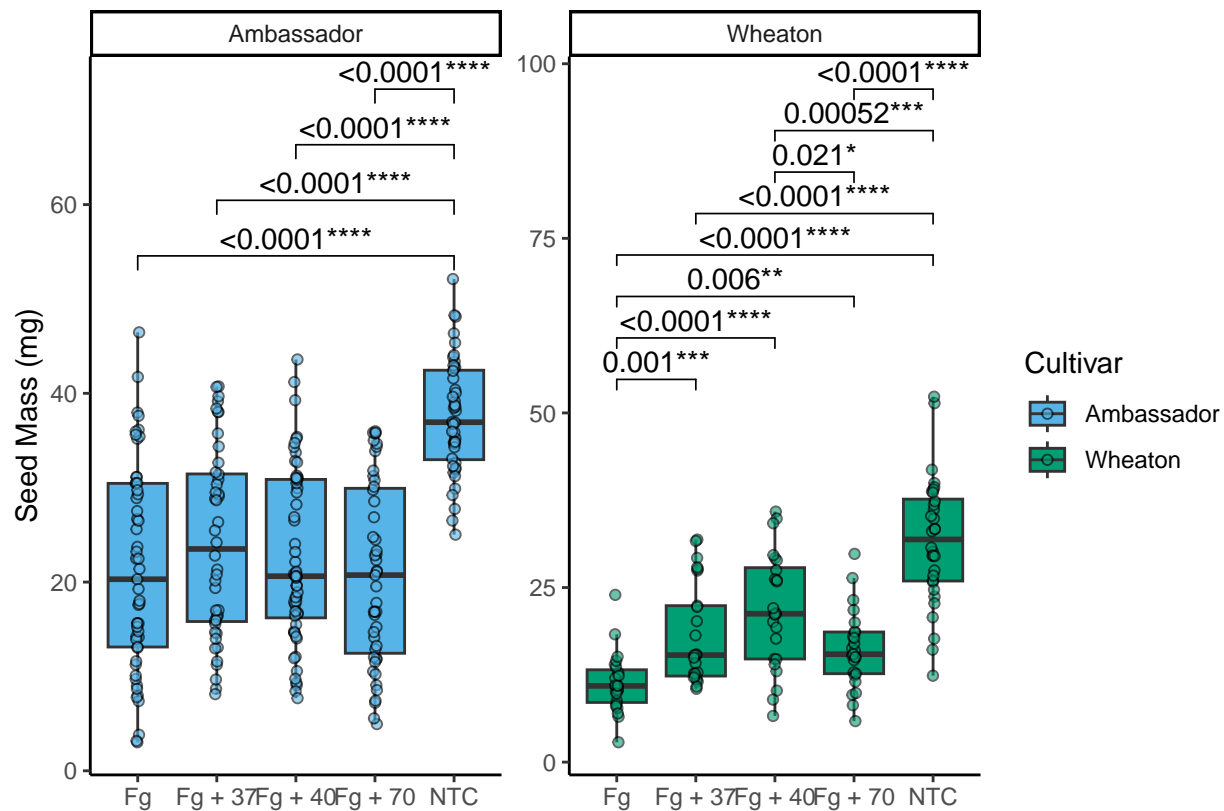 Ambassador
Wheaton
Seed Mass (mg)
60
40
20
0
<0.0001****
<0.0001****
<0.0001****
<0.0001****
Fg
Fg + 37
Fg + 40
Fg + 70
NTC
100
75
50
25
0
<0.0001****
0.00052***
0.021*
<0.0001****
<0.0001****
0.006**
<0.0001****
0.001***
Fg
Fg + 37
Fg + 40
Fg + 70
NTC
Cultivar
Ambassador
Wheaton